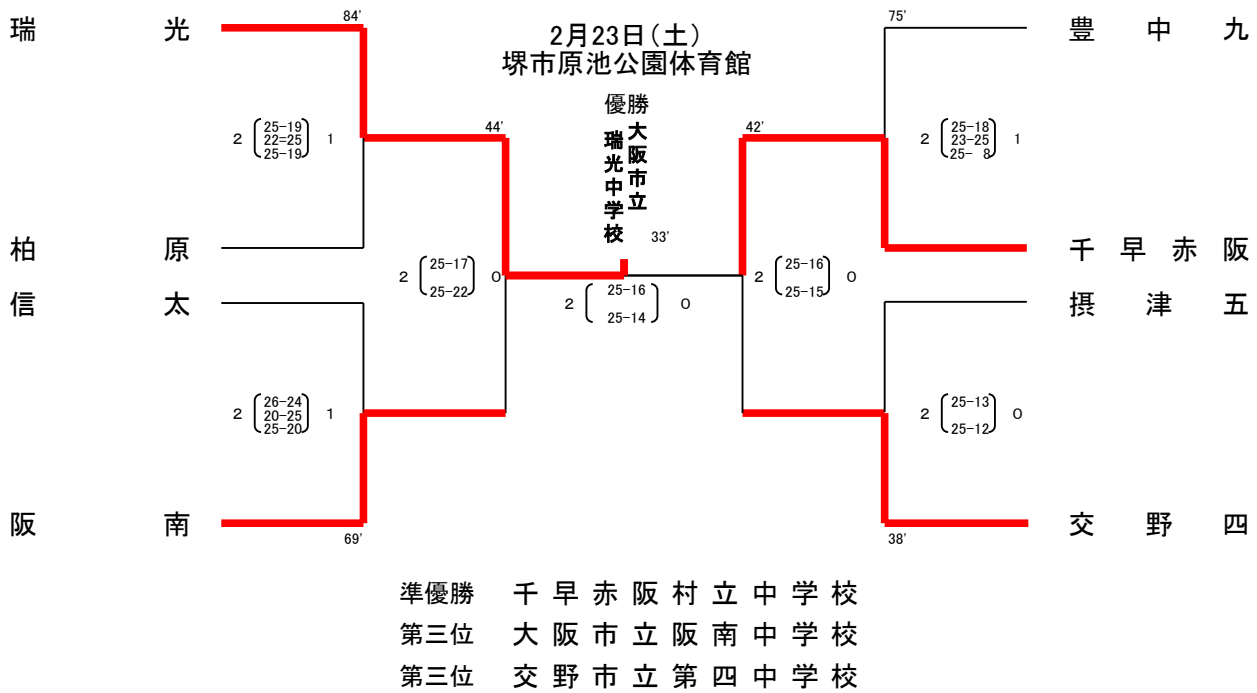 84'
75'
瑞光
2月23日(土)
豊中九
堺市原池公園体育館
優勝
大阪市立
瑞光中学校
44'
42'
2 25-19 1
22=25
25-19
2 25-18 1
23-25
25- 8
33'
柏原
千早赤阪
2 25-17 0
25-22
2 25-16 0
25-14
2 25-16 0
25-15
信太
摂津五
2 26-24 1
20-25
25-20
2 25-13 0
25-12
阪南
交野四
69'
38'
準優勝 千早赤阪村立中学校
第三位 大阪市立阪南中学校
第三位 交野市立第四中学校